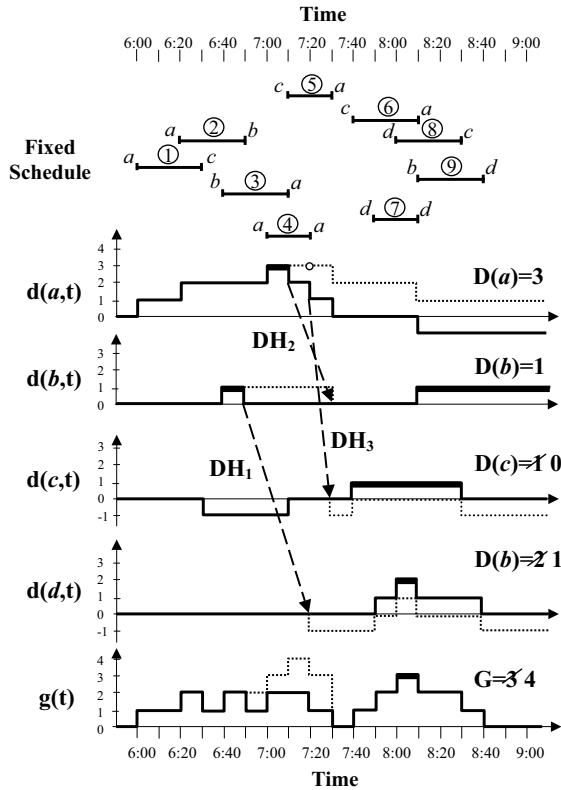 Time
6:00 6:20 6:40 7:00 7:20 7:40 8:00 8:20 8:40 9:00
c ⑤ a
c ⑥ a
a ② b d ⑧ c
Fixed
Schedule
a ① c b ⑨ d
b ③ a
a ④ a d ⑦ d
4
3
2
1
0
d(a,t)
D(a)=3
DH2
3
2
1
0
d(b,t)
D(b)=1
DH3
DH1
3
2
1
0
-1
d(c,t)
D(c)=1 0
3
2
1
0
-1
d(d,t)
D(b)=2 1
4
3
2
1
0
g(t)
G=3 4
6:00 6:20 6:40 7:00 7:20 7:40 8:00 8:20 8:40 9:00
Time